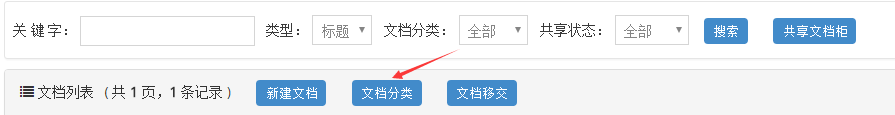 关 键 字： 类型： 标题 文档分类： 全部 共享状态： 全部 搜索 共享文档柜
文档列表 （ 共 1 页，1 条记录 ） 新建文档 文档分类 文档移交